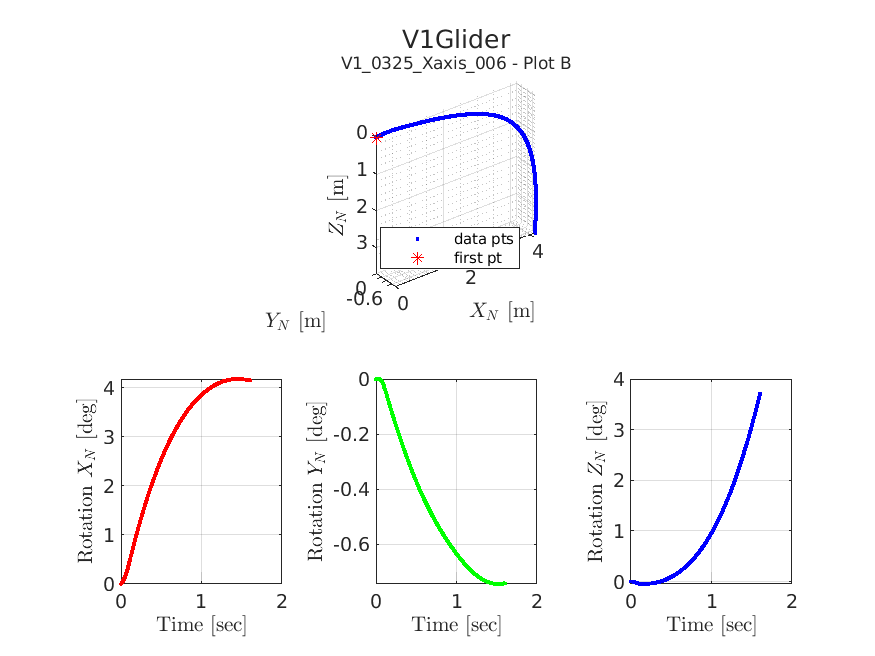 V1Glider
V1_0325_Xaxis_006 - Plot B
0
1
2
3
Z_N [m]
data pts
first pt
0
-0.6
0
2
4
Y_N [m]
X_N [m]
4
3
2
1
0
Rotation X_N [deg]
0 1 2
Time [sec]
0
-0.2
-0.4
-0.6
Rotation Y_N [deg]
0 1 2
Time [sec]
4
3
2
1
0
Rotation Z_N [deg]
0 1 2
Time [sec]